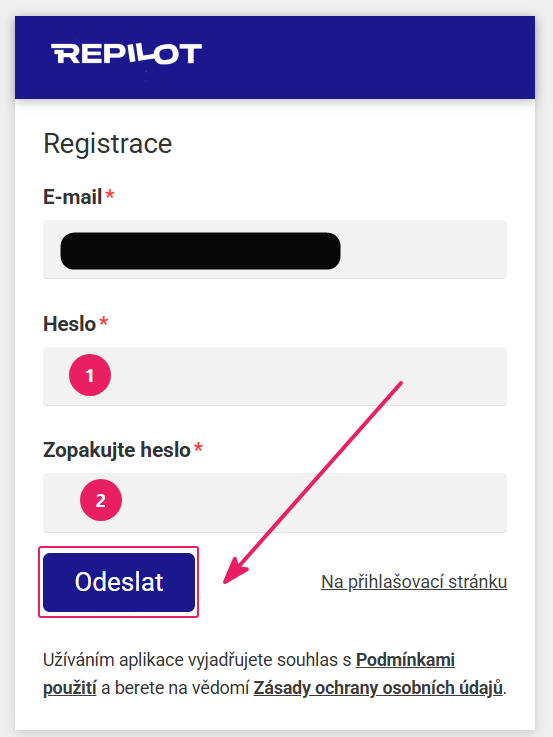 REPILOT
Registrace
E-mail*
Heslo*
1
Zopakujte heslo*
2
Odeslat
Na přihlašovací stránku
Užíváním aplikace vyjadřujete souhlas s Podmínkami
použití a berete na vědomí Zásady ochrany osobních údajů.